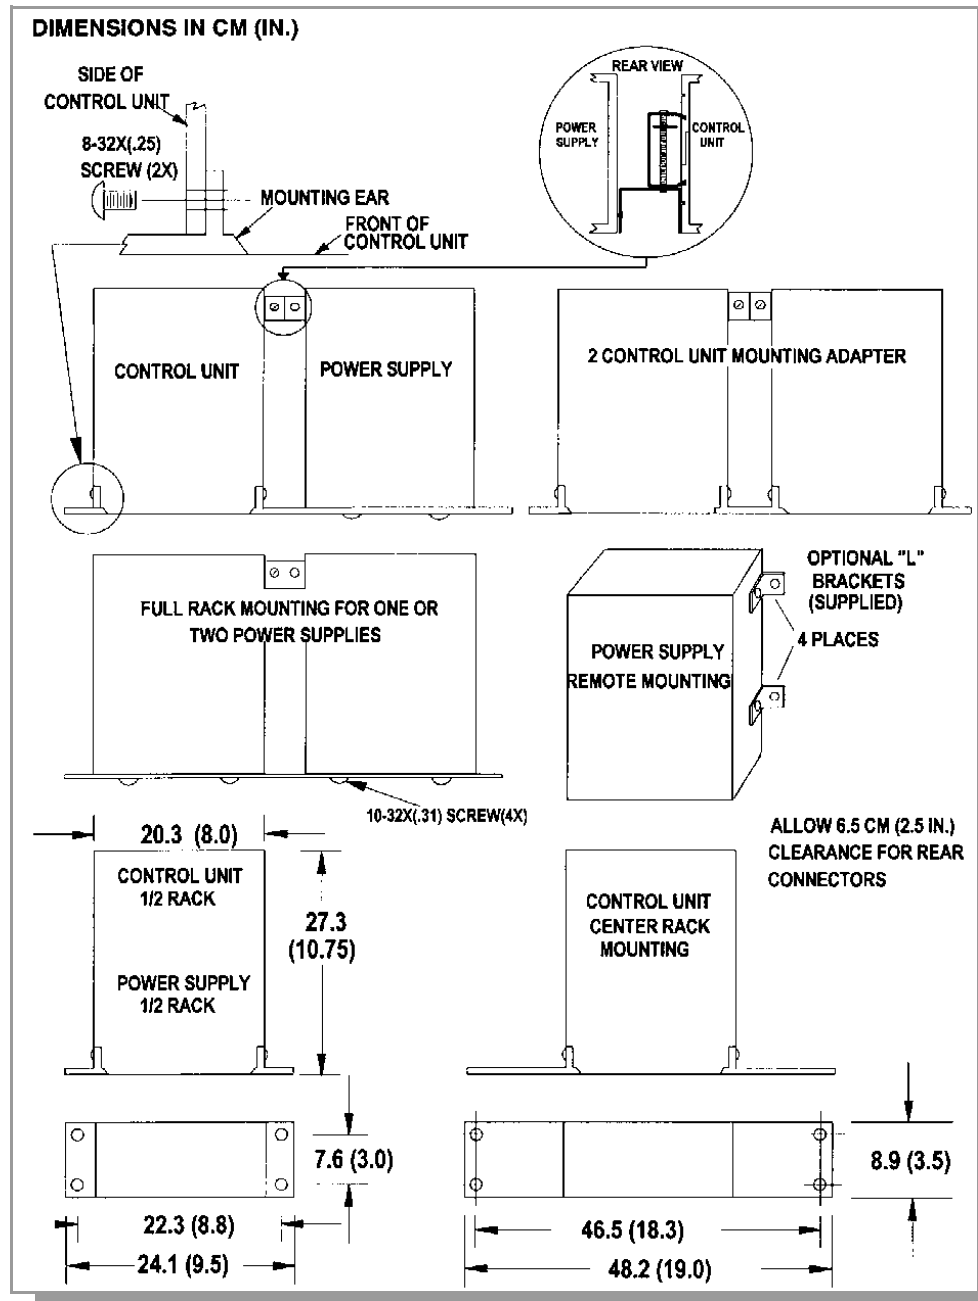 DIMENSIONS IN CM (IN.)
SIDE OF
CONTROL UNIT
8-32X(.25)
SCREW (2X)
MOUNTING EAR
FRONT OF
CONTROL UNIT
REAR VIEW
POWER
SUPPLY
CONTROL
UNIT
CONTROL UNIT
POWER SUPPLY
2 CONTROL UNIT MOUNTING ADAPTER
FULL RACK MOUNTING FOR ONE OR
TWO POWER SUPPLIES
10-32X(.31) SCREW(4X)
POWER SUPPLY
REMOTE MOUNTING
OPTIONAL "L"
BRACKETS
(SUPPLIED)
4 PLACES
ALLOW 6.5 CM (2.5 IN.)
CLEARANCE FOR REAR
CONNECTORS
20.3 (8.0)
CONTROL UNIT
1/2 RACK
POWER SUPPLY
1/2 RACK
27.3
(10.75)
CONTROL UNIT
CENTER RACK
MOUNTING
7.6 (3.0)
22.3 (8.8)
24.1 (9.5)
8.9 (3.5)
46.5 (18.3)
48.2 (19.0)